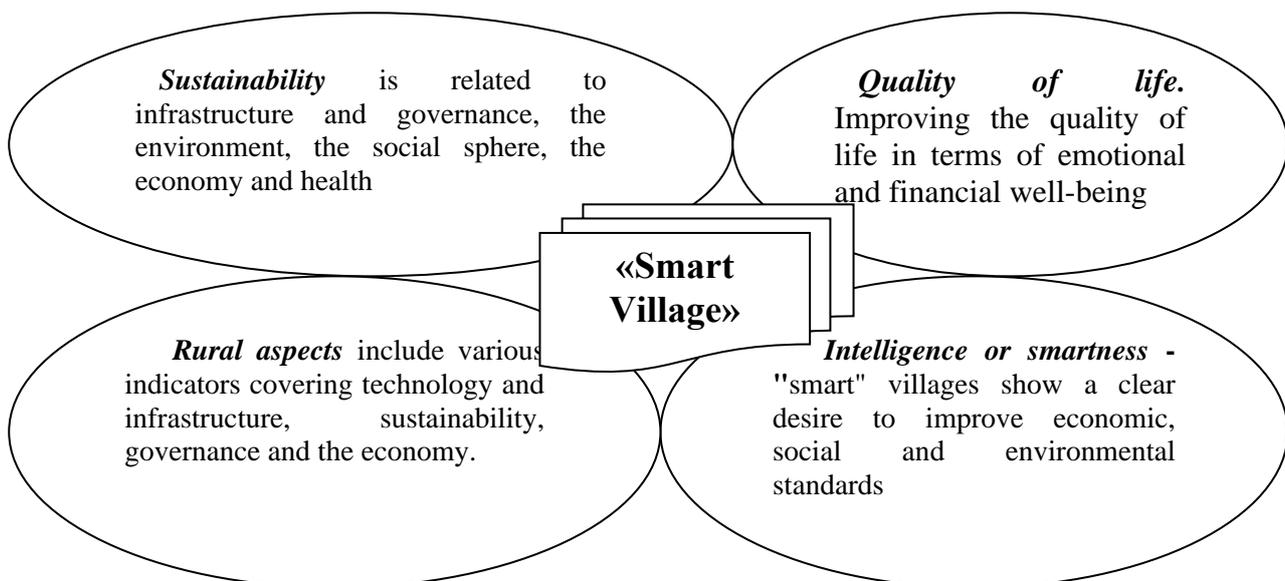 Sustainability is related to
infrastructure and governance, the
environment, the social sphere, the
economy and health
Quality of life.
Improving the quality of
life in terms of emotional
and financial well-being
«Smart
Village»
Rural aspects include various
indicators covering technology and
infrastructure, sustainability,
governance and the economy.
Intelligence or smartness -
"smart" villages show a clear
desire to improve economic,
social and environmental
standards